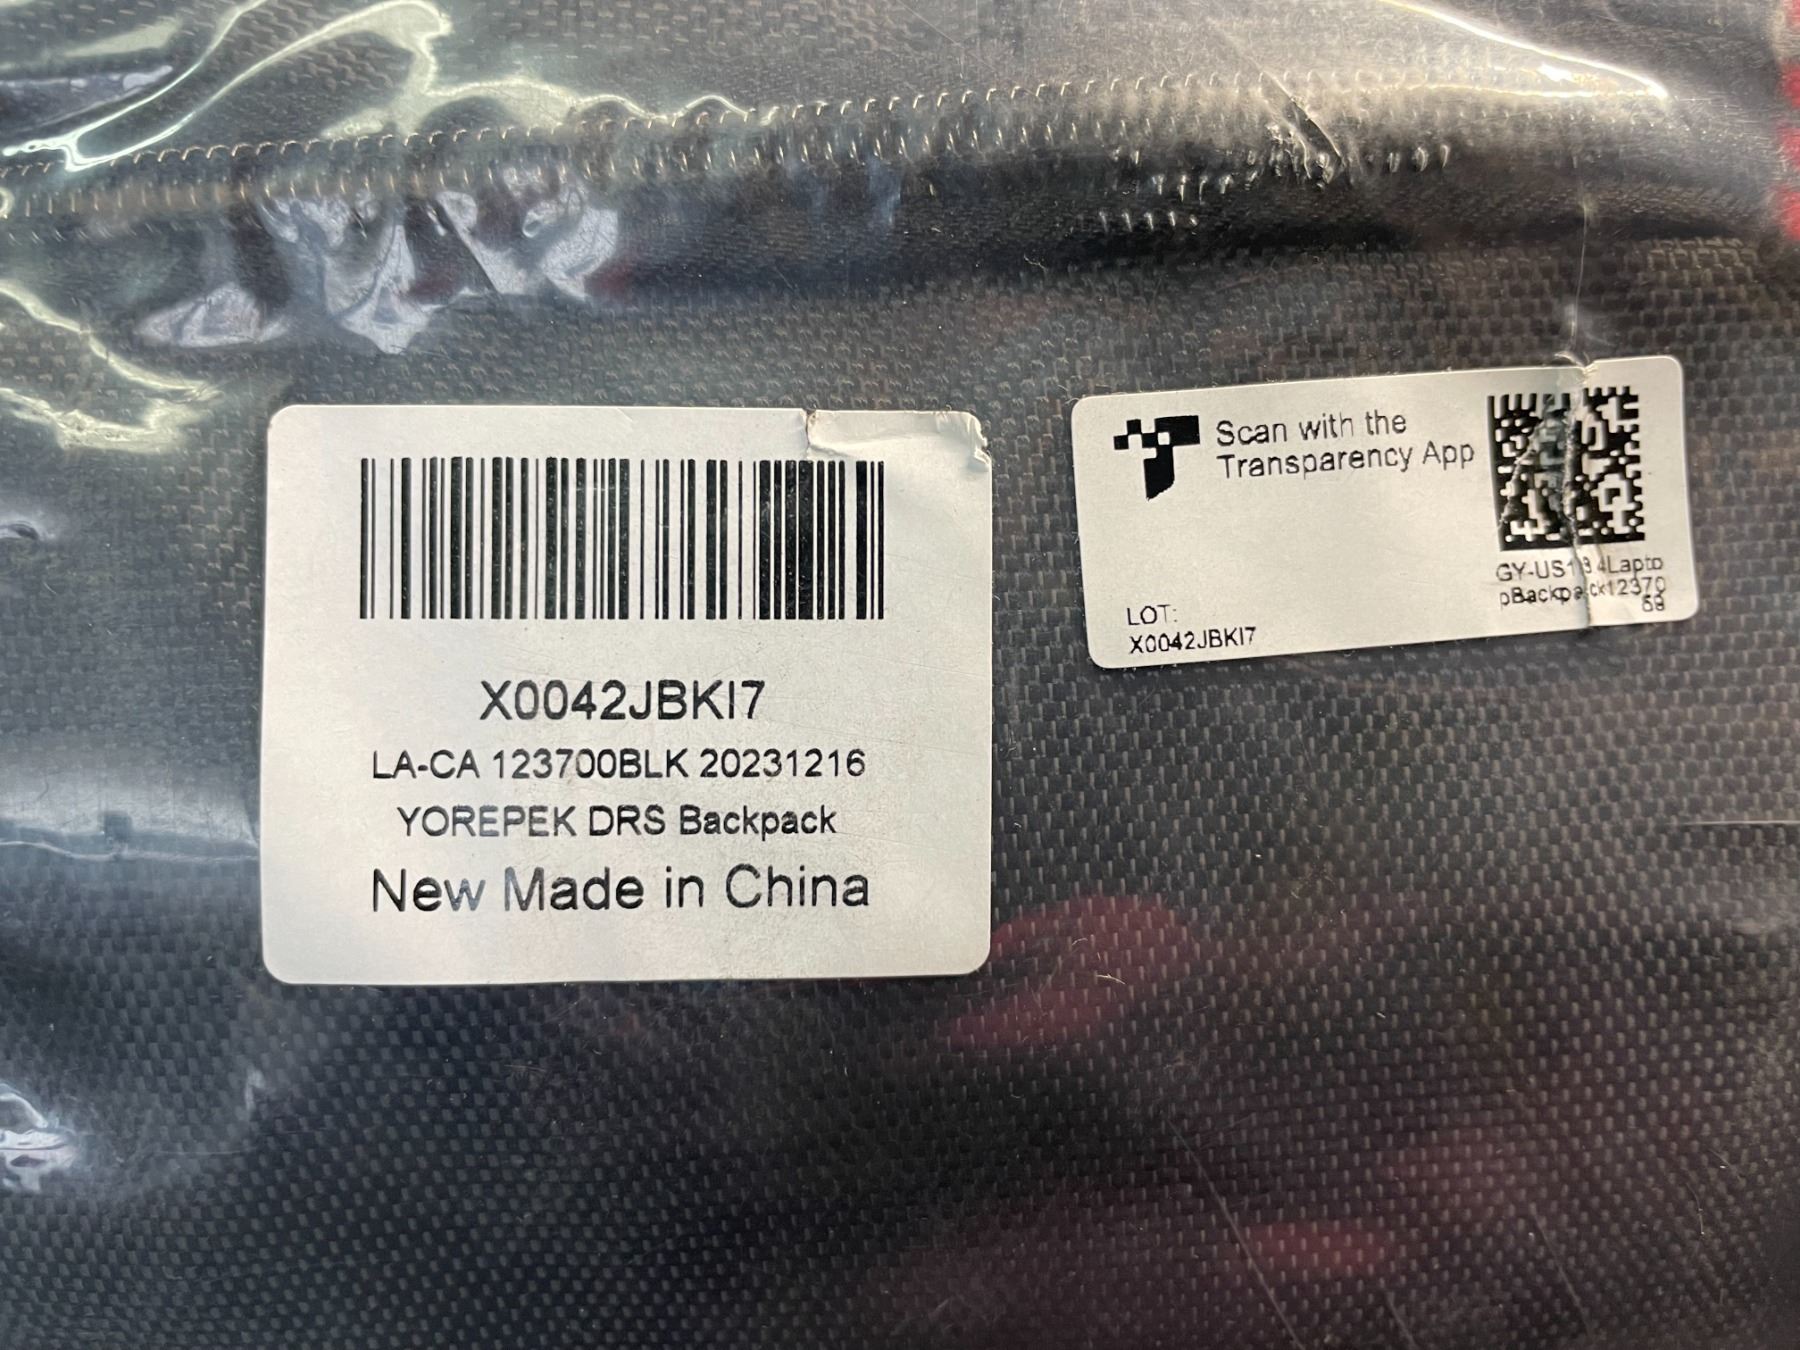 X0042JBKI7
LA-CA 123700BLK 20231216
YOREPEK DRS Backpack
New Made in China
Scan with the
Transparency App
LOT:
X0042JBKI7
pBackpack12370